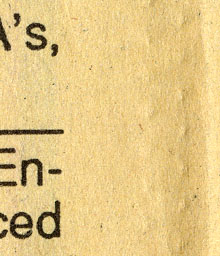 A's,
En-
ced